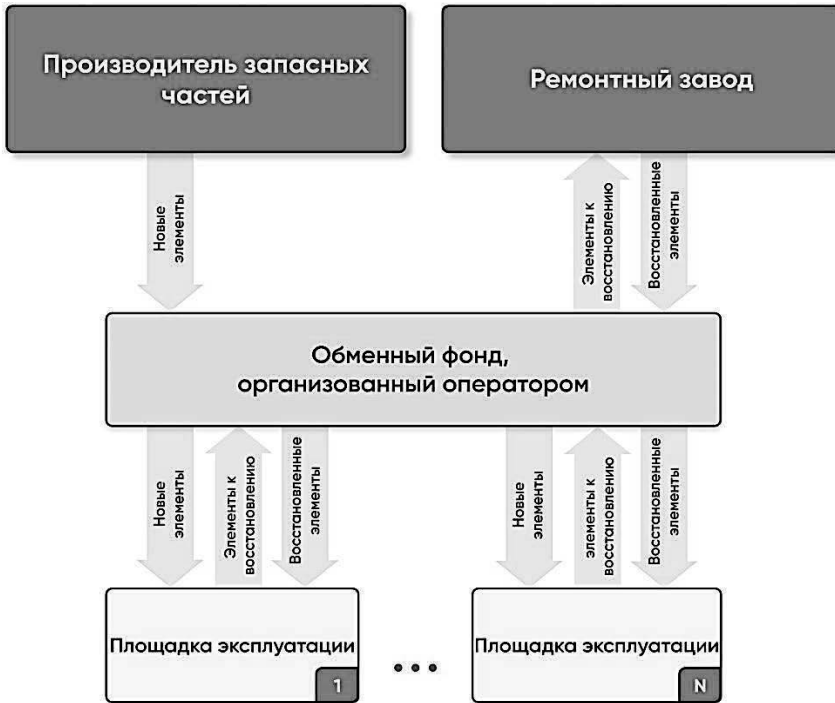 Производитель запасных
частей
Ремонтный завод
Новые
элементы
Элементы к
восстановлению
Восстановленные
элементы
Обменный фонд,
организованный оператором
Новые
элементы
Элементы к
восстановлению
Восстановленные
элементы
Новые
элементы
элементы к
восстановлению
Восстановленные
элементы
Площадка эксплуатации
1
...
Площадка эксплуатации
N